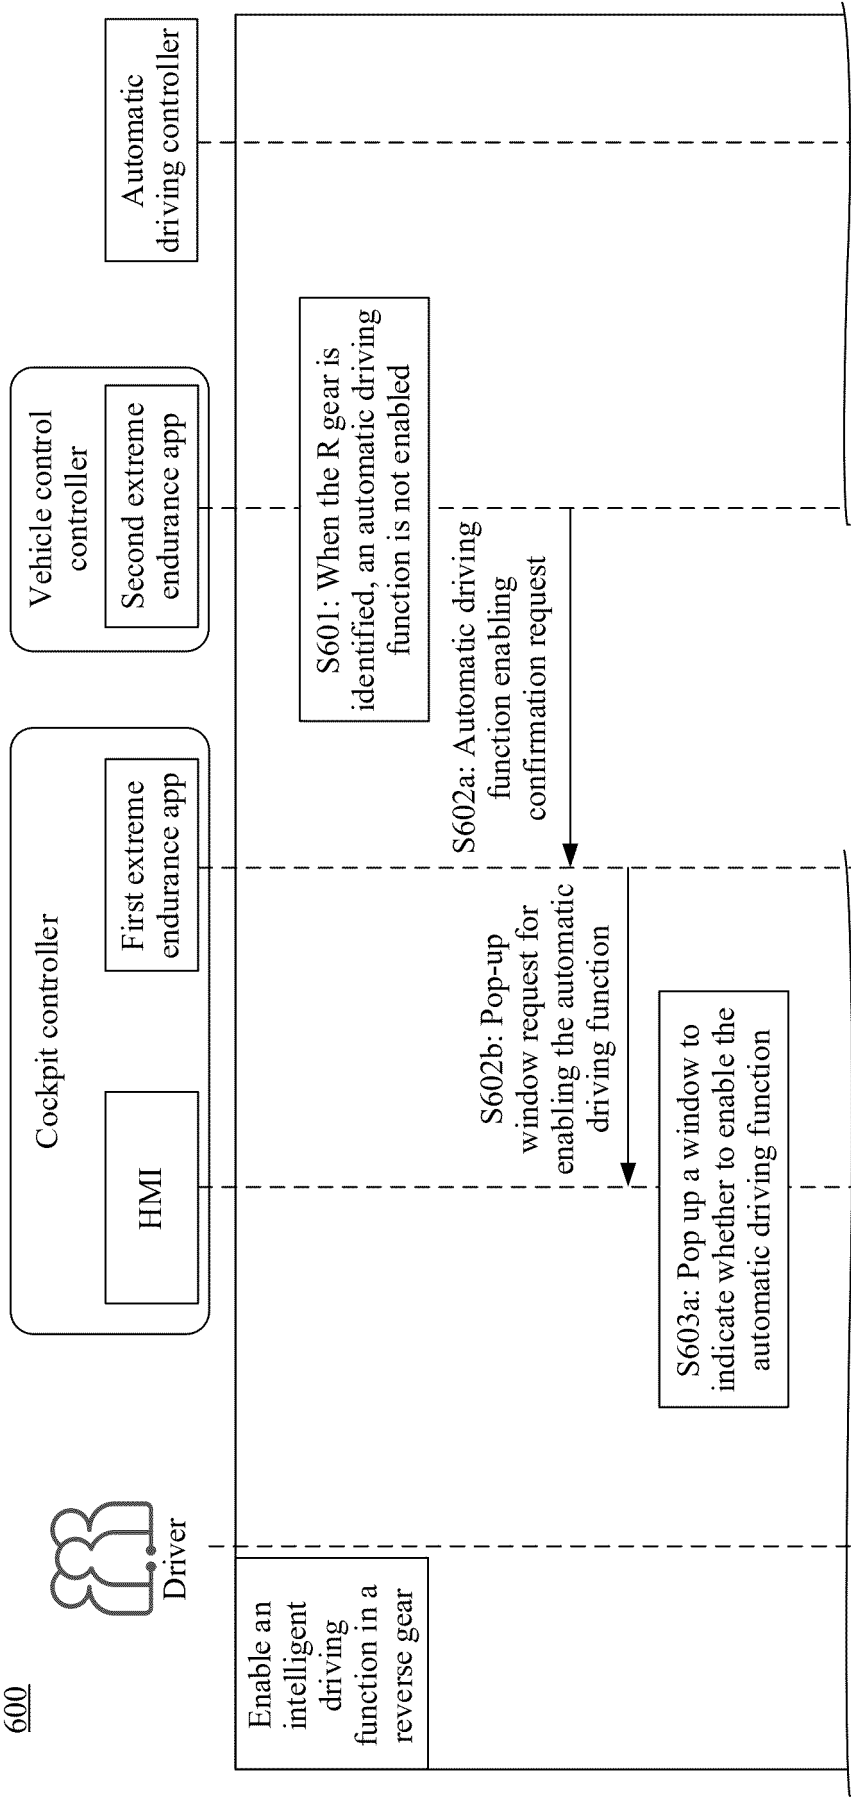 600
Driver
Cockpit controller
HMI
First extreme
endurance app
Vehicle control
controller
Second extreme
endurance app
Automatic
driving controller
Enable an
intelligent
driving
function in a
reverse gear
S601: When the R gear is
identified, an automatic driving
function is not enabled
S602a: Automatic driving
function enabling
confirmation request
S602b: Pop-up
window request for
enabling the automatic
driving function
S603a: Pop up a window to
indicate whether to enable the
automatic driving function